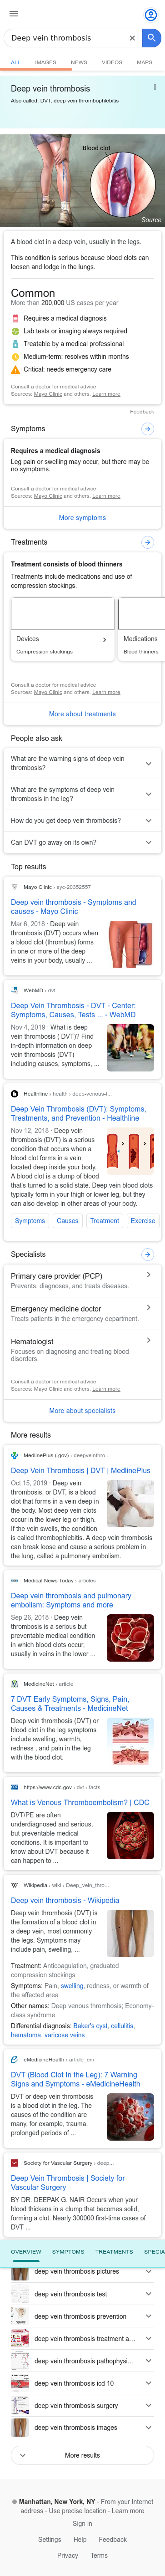 Deep vein thrombosis
ALL IMAGES NEWS VIDEOS MAPS
Deep vein thrombosis
Also called: DVT, deep vein thrombophlebitis
Blood clot
Source
A blood clot in a deep vein, usually in the legs.
This condition is serious because blood clots can
loosen and lodge in the lungs.
Common
More than 200,000 US cases per year
Requires a medical diagnosis
Lab tests or imaging always required
Treatable by a medical professional
Medium-term: resolves within months
Critical: needs emergency care
Consult a doctor for medical advice
Sources: Mayo Clinic and others. Learn more
Feedback
Symptoms
Requires a medical diagnosis
Leg pain or swelling may occur, but there may be
no symptoms.
Consult a doctor for medical advice
Sources: Mayo Clinic and others. Learn more
More symptoms
Treatments
Treatment consists of blood thinners
Treatments include medications and use of
compression stockings.
Devices
Compression stockings
Medications
Blood thinners
Consult a doctor for medical advice
Sources: Mayo Clinic and others. Learn more
More about treatments
People also ask
What are the warning signs of deep vein
thrombosis?
What are the symptoms of deep vein
thrombosis in the leg?
How do you get deep vein thrombosis?
Can DVT go away on its own?
Top results
Mayo Clinic › syc-20352557
Deep vein thrombosis - Symptoms and
causes - Mayo Clinic
Mar 6, 2018 · Deep vein
thrombosis (DVT) occurs when
a blood clot (thrombus) forms
in one or more of the deep
veins in your body, usually ...
WebMD › dvt
Deep Vein Thrombosis - DVT - Center:
Symptoms, Causes, Tests ... - WebMD
Nov 4, 2019 · What is deep
vein thrombosis ( DVT)? Find
in-depth information on deep
vein thrombosis (DVT)
including causes, symptoms, ...
Healthline › health › deep-venous-t...
Deep Vein Thrombosis (DVT): Symptoms,
Treatments, and Prevention - Healthline
Nov 12, 2018 · Deep vein
thrombosis (DVT) is a serious
condition that occurs when a
blood clot forms in a vein
located deep inside your body.
A blood clot is a clump of blood
that's turned to a solid state. Deep vein blood clots
typically form in your thigh or lower leg, but they
can also develop in other areas of your body.
Symptoms Causes Treatment Exercise
Specialists
Primary care provider (PCP)
Prevents, diagnoses, and treats diseases.
Emergency medicine doctor
Treats patients in the emergency department.
Hematologist
Focuses on diagnosing and treating blood
disorders.
Consult a doctor for medical advice
Sources: Mayo Clinic and others. Learn more
More about specialists
More results
MedlinePlus (.gov) › deepveinthro...
Deep Vein Thrombosis | DVT | MedlinePlus
Oct 15, 2019 · Deep vein
thrombosis, or DVT, is a blood
clot that forms in a vein deep in
the body. Most deep vein clots
occur in the lower leg or thigh.
If the vein swells, the condition
is called thrombophlebitis. A deep vein thrombosis
can break loose and cause a serious problem in
the lung, called a pulmonary embolism.
Medical News Today › articles
Deep vein thrombosis and pulmonary
embolism: Symptoms and more
Sep 26, 2018 · Deep vein
thrombosis is a serious but
preventable medical condition
in which blood clots occur,
usually in veins in the lower ...
MedicineNet › article
7 DVT Early Symptoms, Signs, Pain,
Causes & Treatments - MedicineNet
Deep vein thrombosis (DVT) or
blood clot in the leg symptyms
include swelling, warmth,
redness , and pain in the leg
with the blood clot.
https://www.cdc.gov › dvt › facts
What is Venous Thromboembolism? | CDC
DVT/PE are often
underdiagnosed and serious,
but preventable medical
conditions. It is important to
know about DVT because it
can happen to ...
Wikipedia › wiki › Deep_vein_thro...
Deep vein thrombosis - Wikipedia
Deep vein thrombosis (DVT) is
the formation of a blood clot in
a deep vein, most commonly
the legs. Symptoms may
include pain, swelling, ...
Treatment: Anticoagulation, graduated
compression stockings
Symptoms: Pain, swelling, redness, or warmth of
the affected area
Other names: Deep venous thrombosis; Economy-
class syndrome
Differential diagnosis: Baker's cyst, cellulitis,
hematoma, varicose veins
eMedicineHealth › article_em
DVT (Blood Clot In the Leg): 7 Warning
Signs and Symptoms - eMedicineHealth
DVT or deep vein thrombosis
is a blood clot in the leg. The
causes of the condition are
many, for example, trauma,
prolonged periods of ...
Society for Vascular Surgery › deep...
Deep Vein Thrombosis | Society for
Vascular Surgery
BY DR. DEEPAK G. NAIR Occurs when your
blood thickens in a clump that becomes solid,
forming a clot. Nearly 300,000 first-time cases of
DVT ...
OVERVIEW SYMPTOMS TREATMENTS SPECIA
deep vein thrombosis pictures
deep vein thrombosis test
deep vein thrombosis prevention
deep vein thrombosis treatment a...
deep vein thrombosis pathophysi...
deep vein thrombosis icd 10
deep vein thrombosis surgery
deep vein thrombosis images
More results
Manhattan, New York, NY - From your Internet
address - Use precise location - Learn more
Sign in
Settings Help Feedback
Privacy Terms